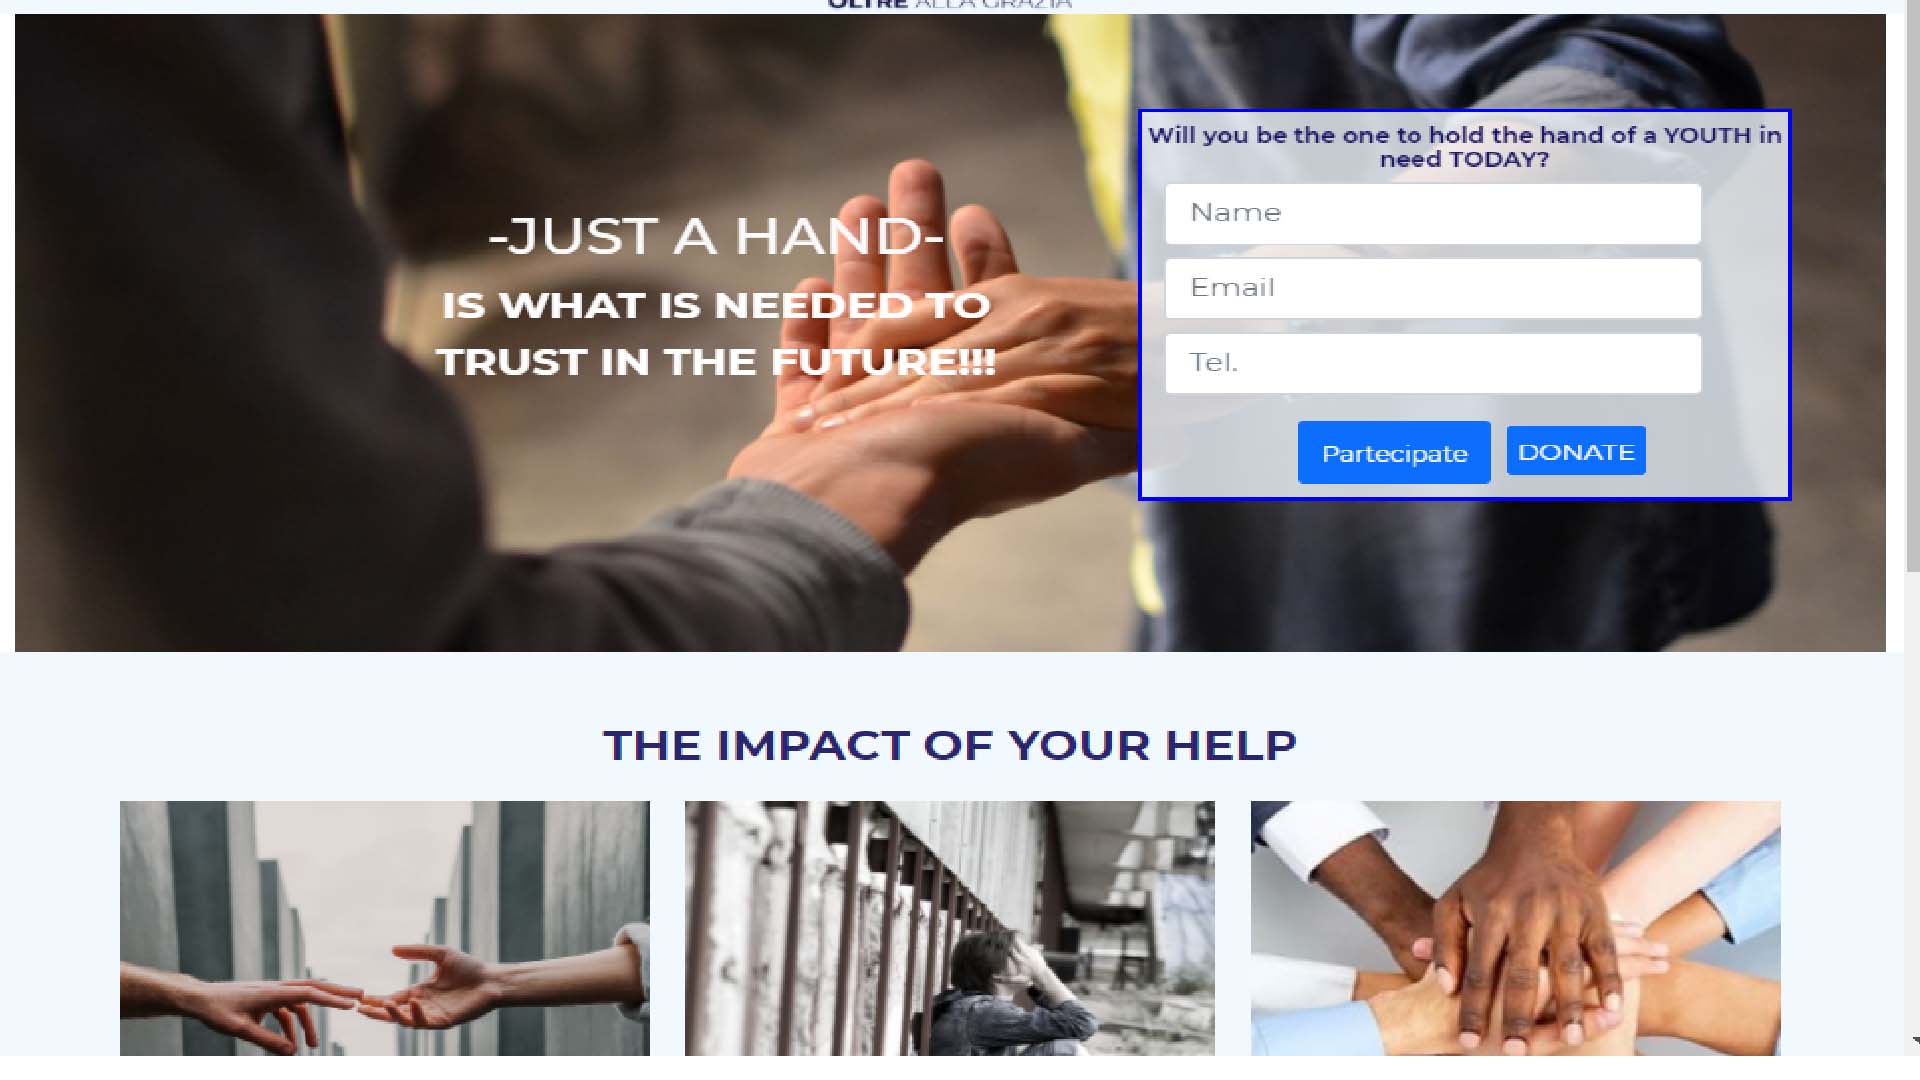 OLTRE ALLA GRAZIA
Will you be the one to hold the hand of a YOUTH in
need TODAY?
Name
-JUST A HAND-
Email
IS WHAT IS NEEDED TO
TRUST IN THE FUTURE!!!
Tel.
Partecipate
DONATE
THE IMPACT OF YOUR HELP